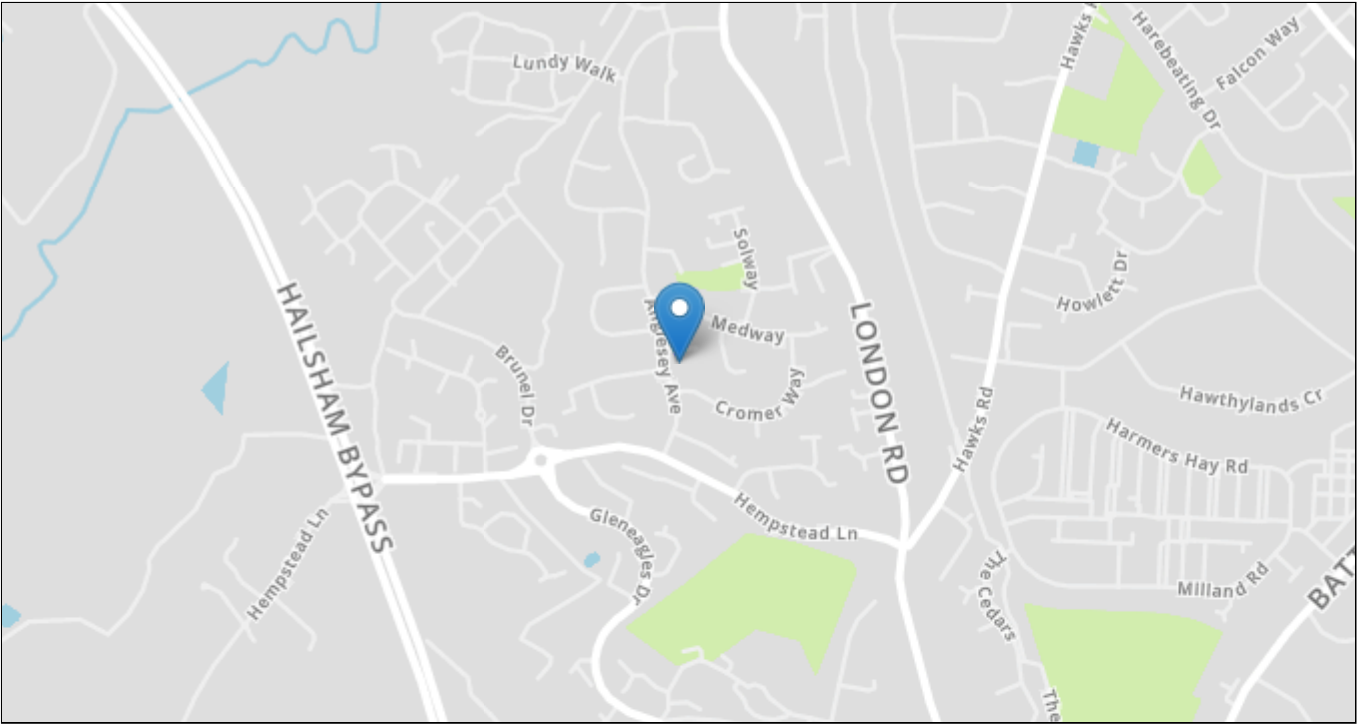 Hawks
Harebeating Dr
Falcon Way
Lundy Walk
Solway
Howlett Dr
HAILSHAM BYPASS
Anglesey Ave
Medway
LONDON RD
Brunel Dr
Cromer Way
Hawks Rd
Hawthylands Cr
Harmers Hay Rd
Hempstead Ln
Gleneagles Dr
Hempstead Ln
The Cedars
Milland Rd
BATT
The